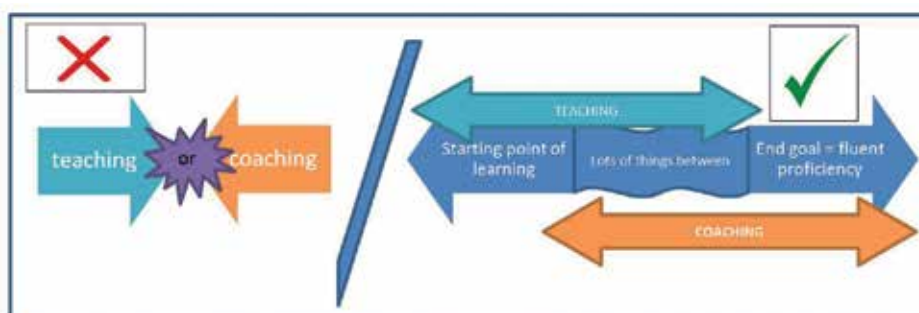 teaching
or
coaching
TEACHING
Starting point of
learning
Lots of things between
End goal = fluent
proficiency
COACHING